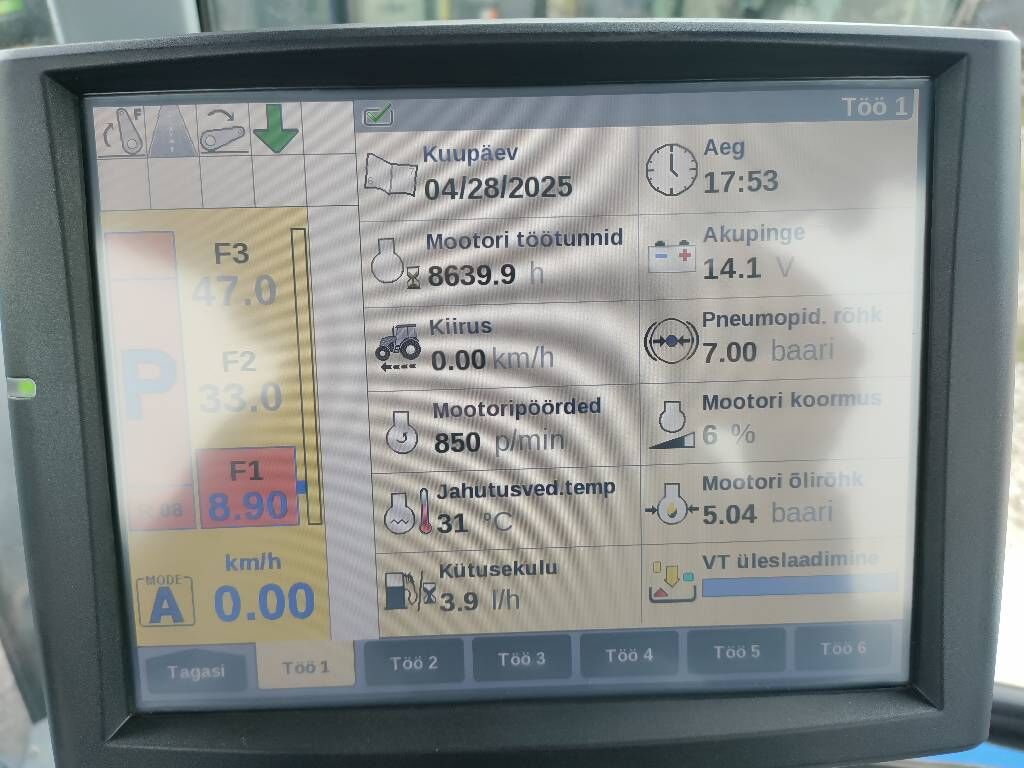 F
Töö 1
Kuupäev
04/28/2025
Aeg
17:53
Mootori töötunnid
8639.9 h
Akupinge
14.1 V
Kiirus
0.00 km/h
Pneumopid. rõhk
7.00 baari
Mootoripöörded
850 p/min
Mootori koormus
6 %
Jahutusved.temp
31 °C
Mootori õlirõhk
5.04 baari
Kütusekulu
3.9 l/h
VT üleslaadimine
F3
47.0
F2
33.0
P
F1
8.90
km/h
MODE
A
0.00
Tagasi
Töö 1
Töö 2
Töö 3
Töö 4
Töö 5
Töö 6